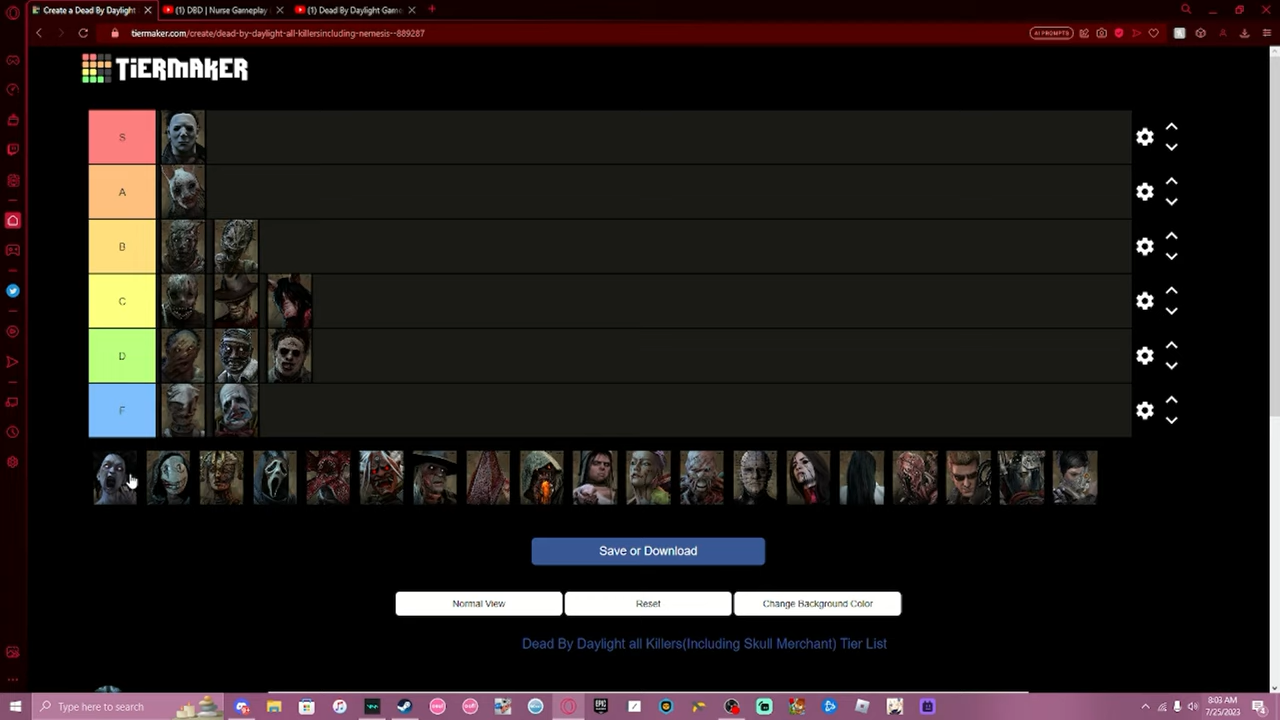 Create a Dead By Daylight
(1) DBD | Nurse Gameplay
(1) Dead By Daylight Game
tiermaker.com/create/dead-by-daylight-all-killersincluding-nemesis--889287
AI PROMPTS
TiERMAKER
S
A
B
C
D
F
Save or Download
Normal View
Reset
Change Background Color
Dead By Daylight all Killers(Including Skull Merchant) Tier List
Type here to search
8:03 AM
7/25/2023